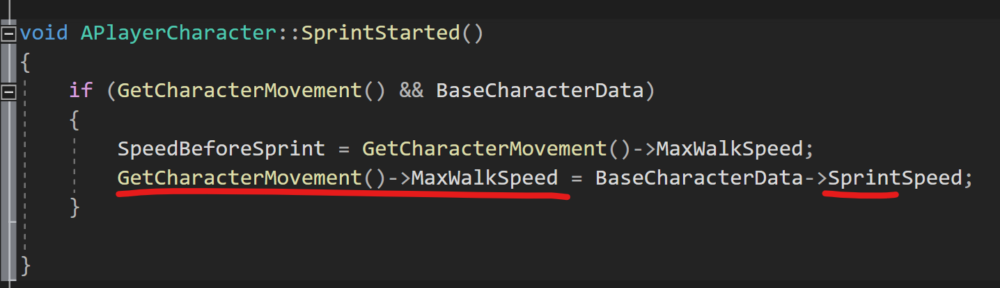 void APlayerCharacter::SprintStarted()
{
if (GetCharacterMovement() && BaseCharacterData)
{
SpeedBeforeSprint = GetCharacterMovement()->MaxWalkSpeed;
GetCharacterMovement()->MaxWalkSpeed = BaseCharacterData->SprintSpeed;
}
}